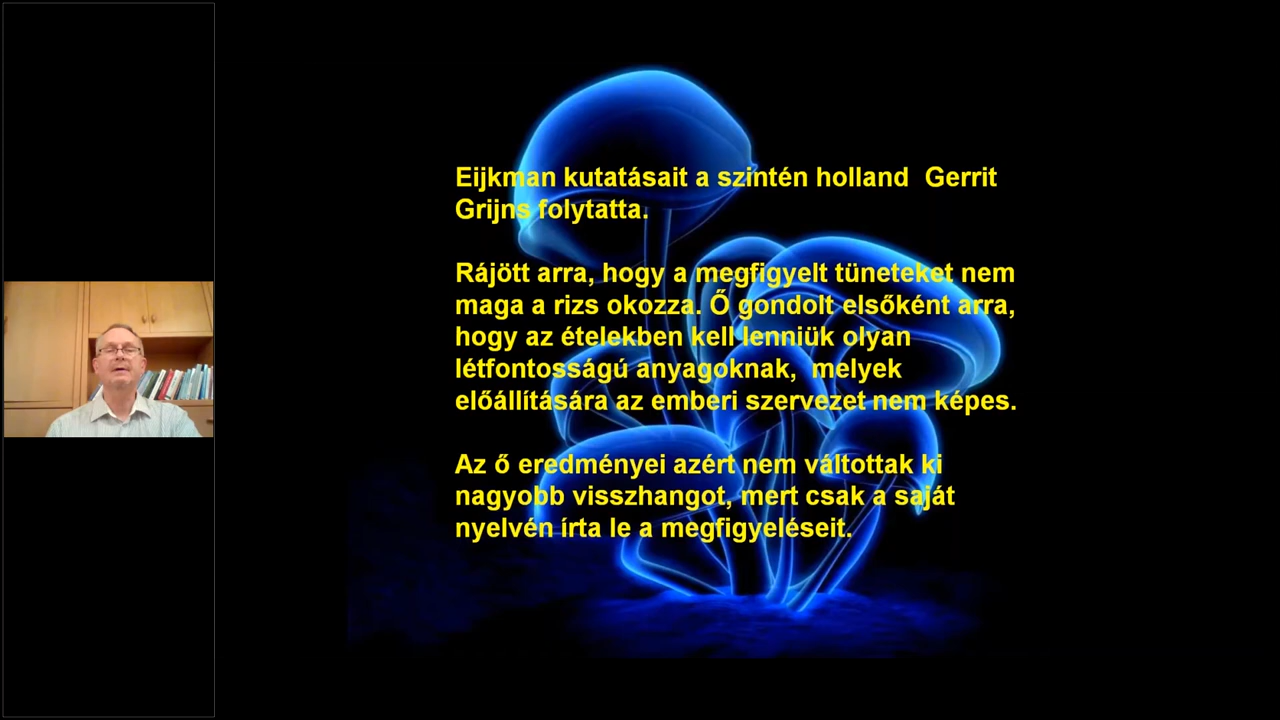 Eijkman kutatásait a szintén holland  Gerrit
Grijns folytatta.
Rájött arra, hogy a megfigyelt tüneteket nem
maga a rizs okozza. Ő gondolt elsőként arra,
hogy az ételekben kell lenniük olyan
létfontosságú anyagoknak,  melyek
előállítására az emberi szervezet nem képes.
Az ő eredményei azért nem váltottak ki
nagyobb visszhangot, mert csak a saját
nyelvén írta le a megfigyeléseit.